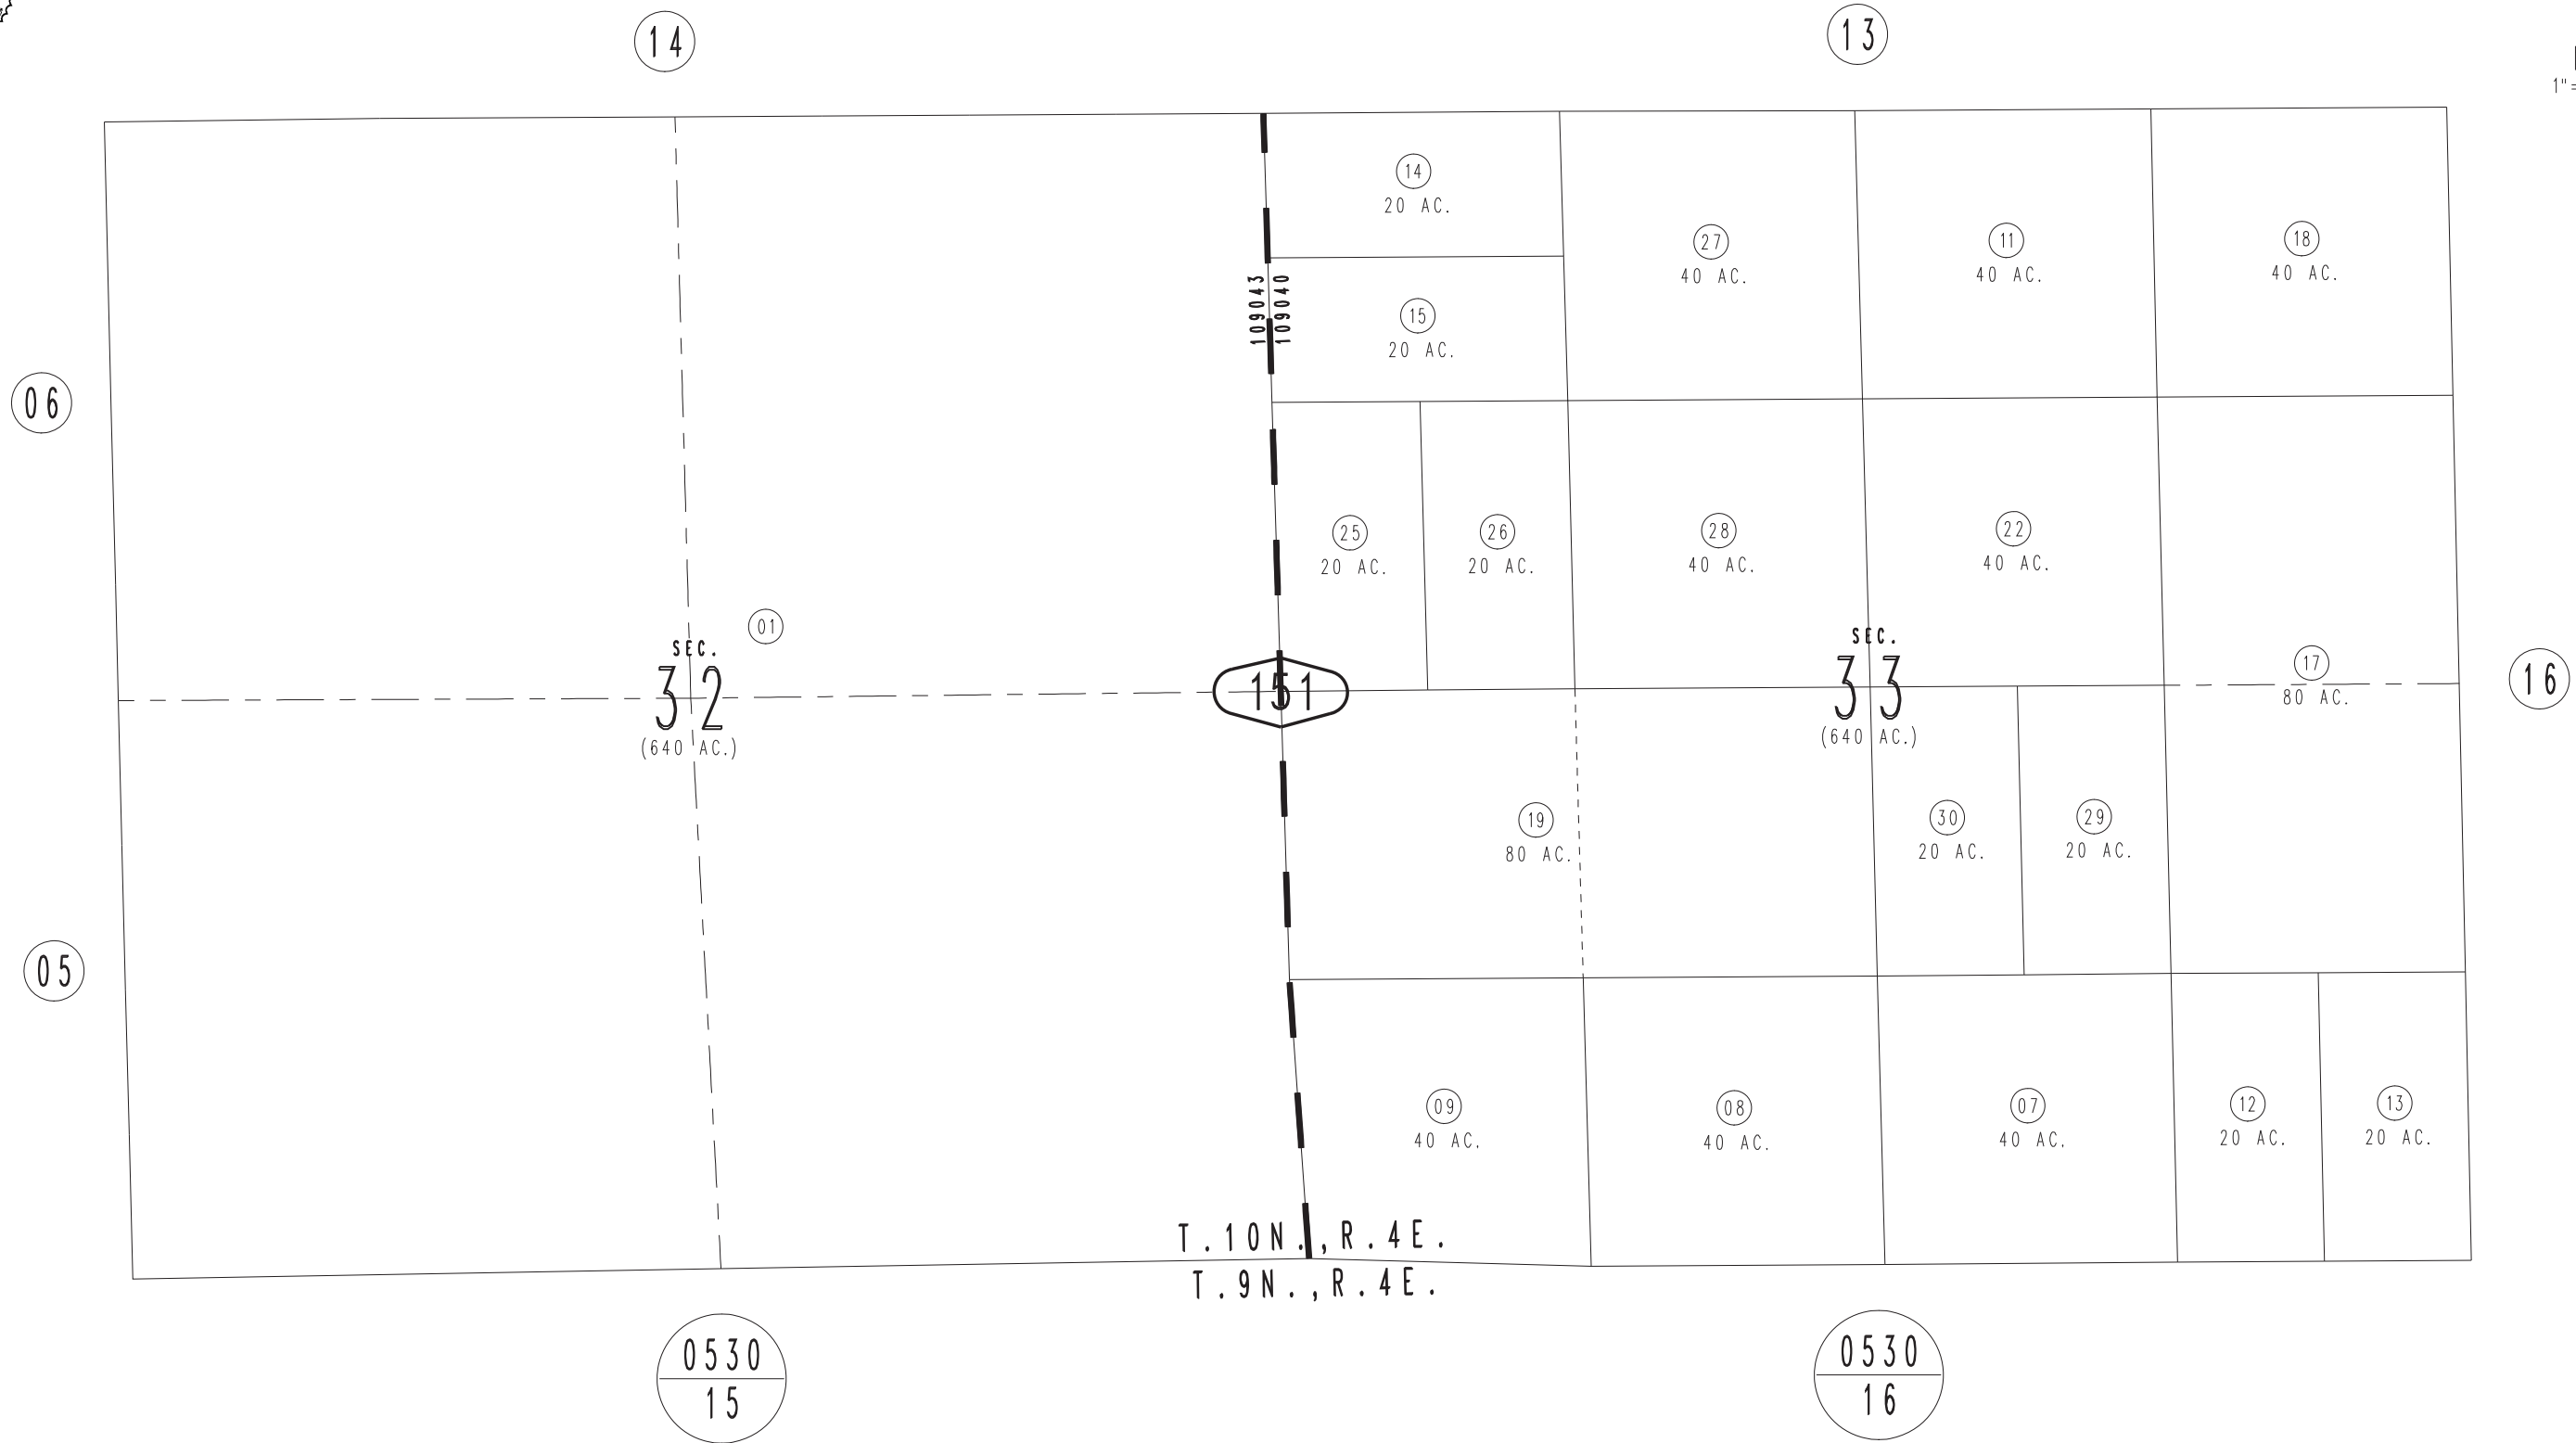 14
13
1"=
14
20 AC.
27
40 AC.
11
40 AC.
18
40 AC.
109043
109040
15
20 AC.
06
25
20 AC.
26
20 AC.
28
40 AC.
22
40 AC.
01
SEC.
32
(640 AC.)
151
SEC.
33
(640 AC.)
17
80 AC.
16
19
80 AC.
30
20 AC.
29
20 AC.
05
09
40 AC.
08
40 AC.
07
40 AC.
12
20 AC.
13
20 AC.
T.10N.,R.4E.
T.9N.,R.4E.
0530
15
0530
16